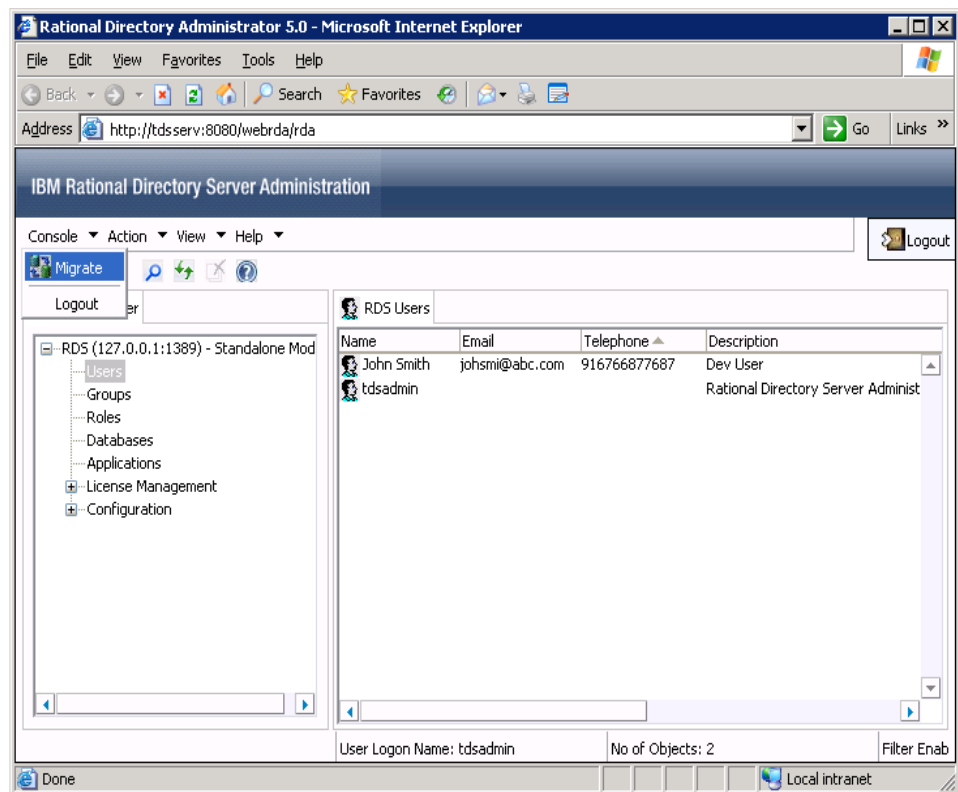 Rational Directory Administrator 5.0 - Microsoft Internet Explorer
File Edit View Favorites Tools Help
Back Search Favorites
Address http://tdsserv:8080/webrda/rda Go Links »
IBM Rational Directory Server Administration
Console Action View Help
Logout
Migrate
Logout
er
RDS Users
RDS (127.0.0.1:1389) - Standalone Mod
Users
Groups
Roles
Databases
Applications
License Management
Configuration
Name Email Telephone Description
John Smith johsmi@abc.com 916766877687 Dev User
tdsadmin Rational Directory Server Administ
User Logon Name: tdsadmin No of Objects: 2 Filter Enab
Done Local intranet